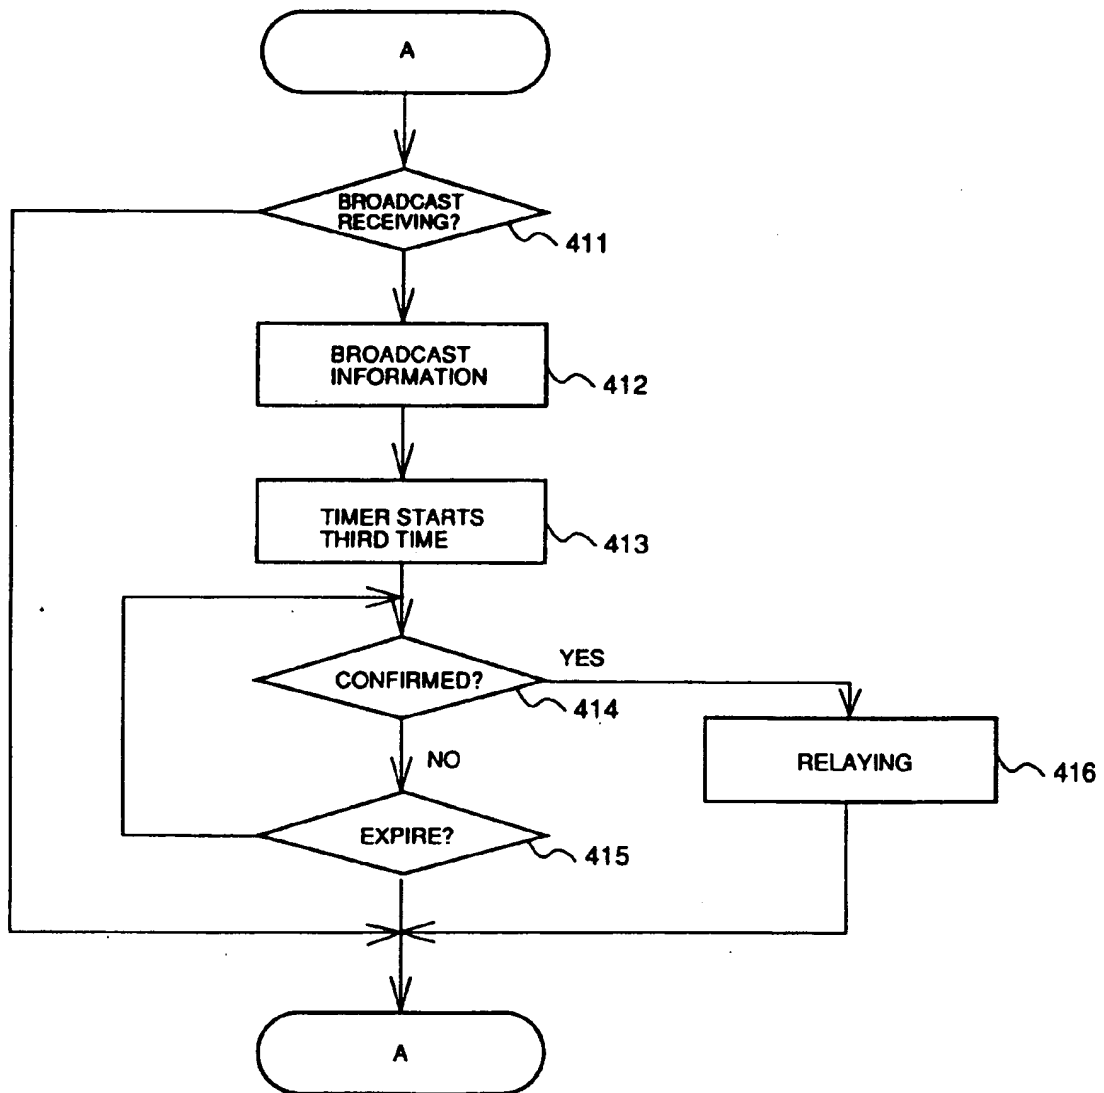 A
BROADCAST
RECEIVING?
411
BROADCAST
INFORMATION
412
TIMER STARTS
THIRD TIME
413
CONFIRMED?
YES
414
RELAYING
416
NO
EXPIRE?
415
A